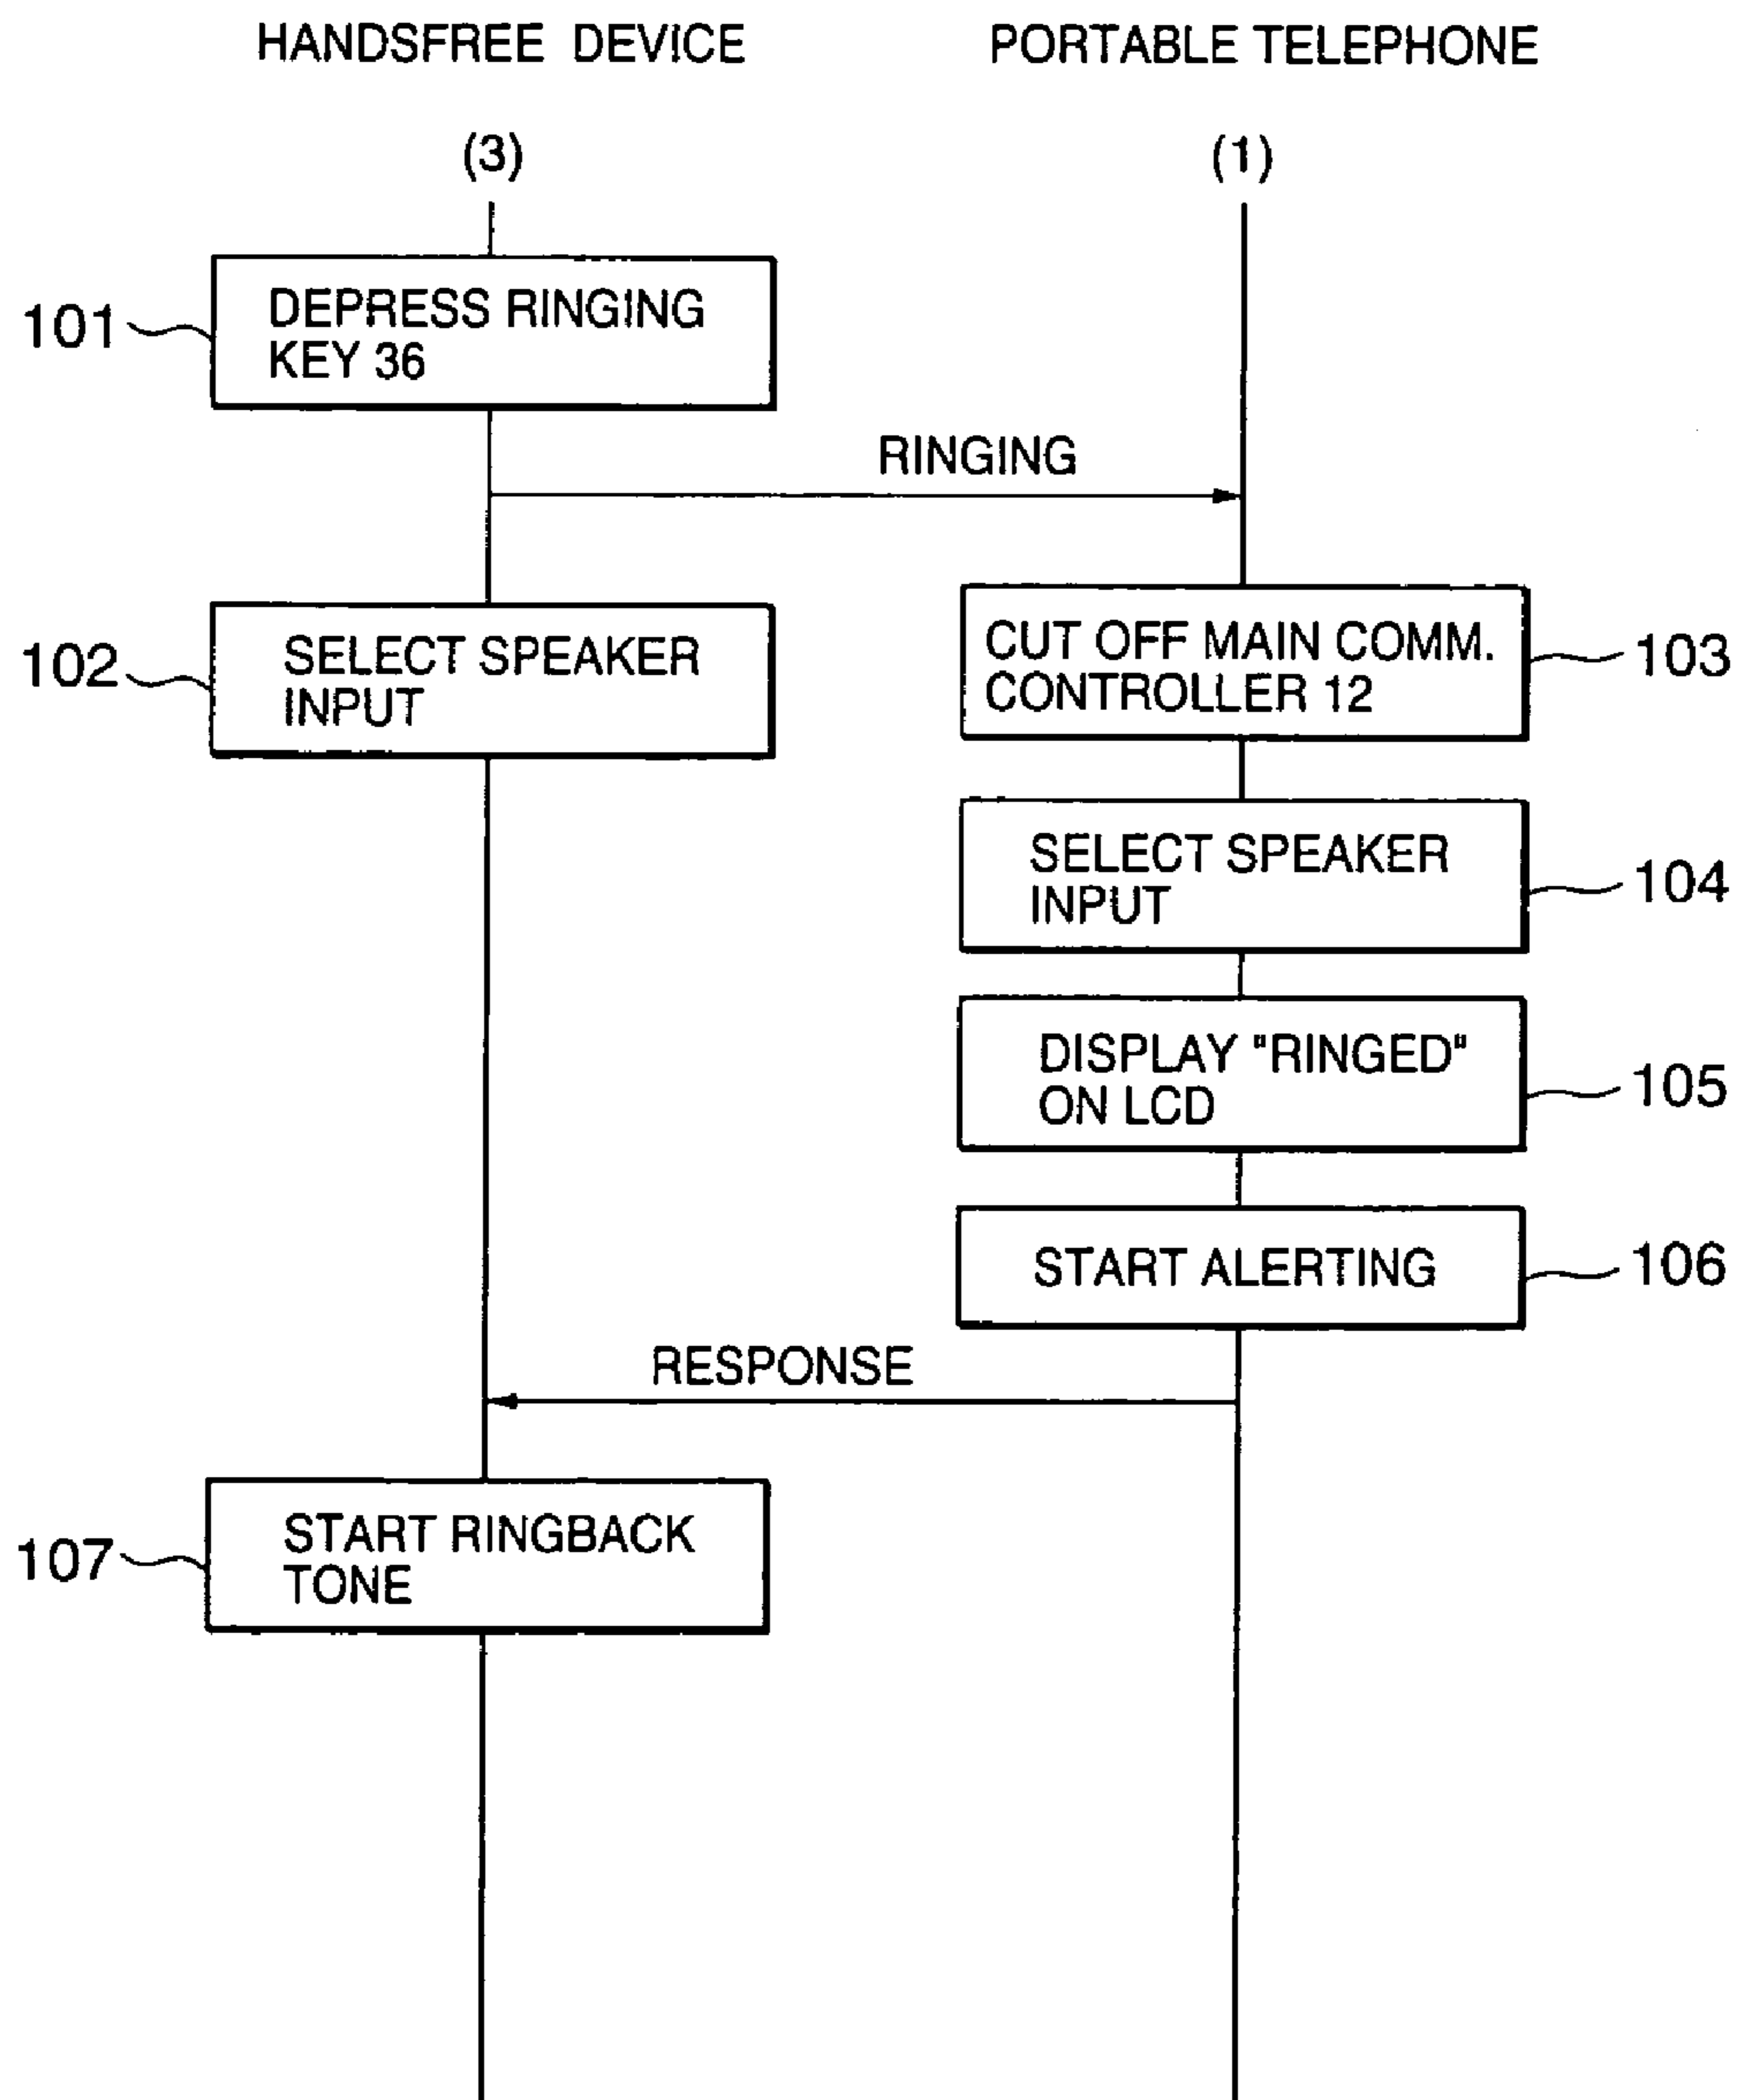 HANDSFREE DEVICE
PORTABLE TELEPHONE
(3)
(1)
101
DEPRESS RINGING
KEY 36
RINGING
102
SELECT SPEAKER
INPUT
CUT OFF MAIN COMM.
CONTROLLER 12
103
SELECT SPEAKER
INPUT
104
DISPLAY "RINGED"
ON LCD
105
START ALERTING
106
RESPONSE
107
START RINGBACK
TONE